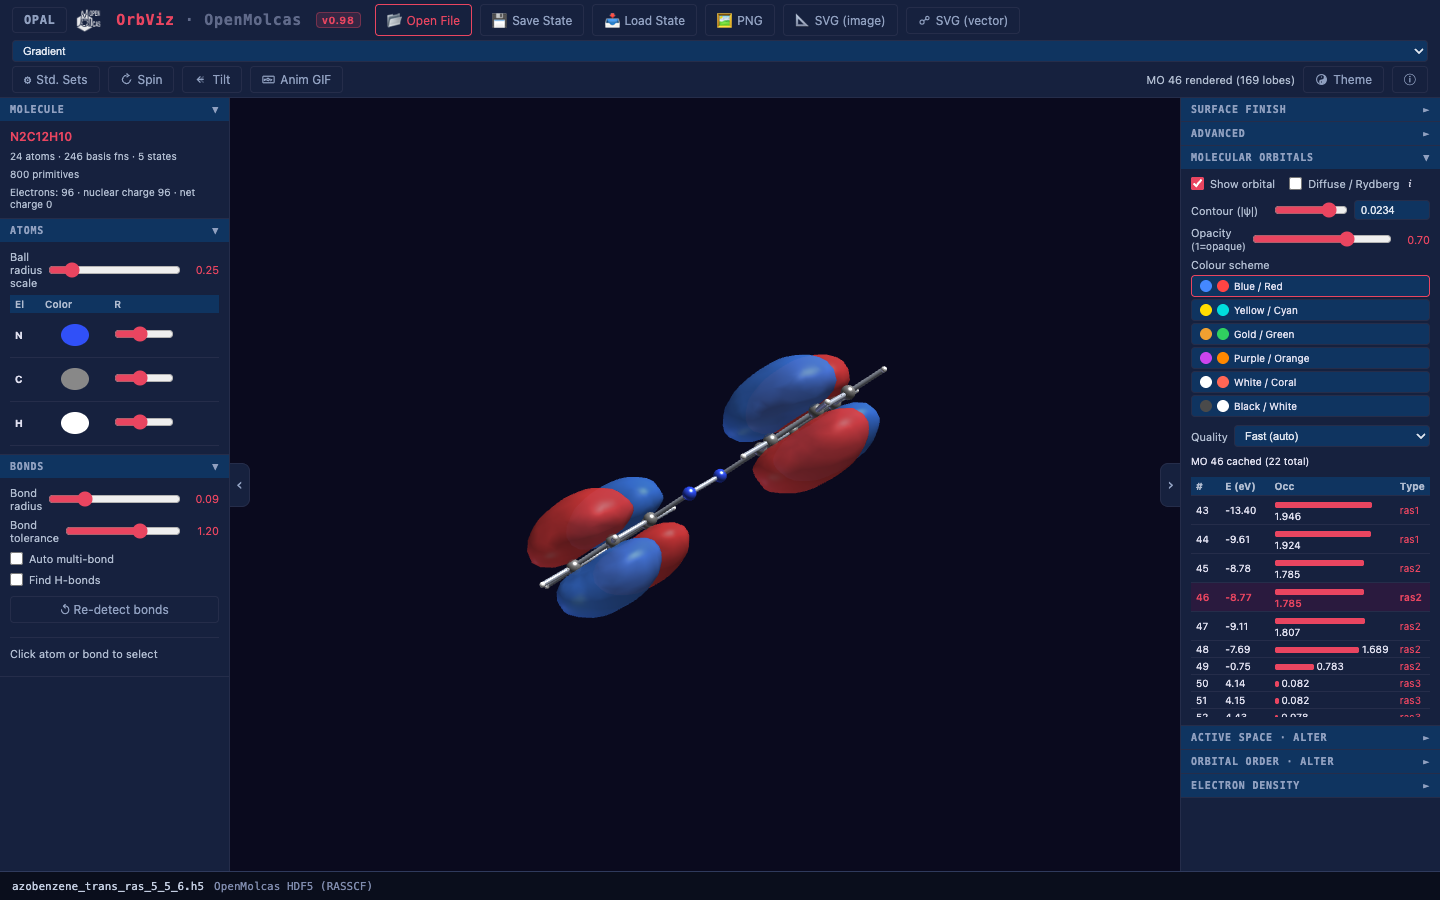 OPAL OrbViz · OpenMolcas v0.98 Open File Save State Load State PNG SVG (image) SVG (vector)
Gradient
Std. Sets Spin Tilt Anim GIF MO 46 rendered (169 lobes) Theme
MOLECULE
N2C12H10
24 atoms · 246 basis fns · 5 states
800 primitives
Electrons: 96 · nuclear charge 96 · net
charge 0
ATOMS
Ball
radius
scale 0.25
El Color R
N
C
H
BONDS
Bond
radius 0.09
Bond
tolerance 1.20
Auto multi-bond
Find H-bonds
Re-detect bonds
Click atom or bond to select
SURFACE FINISH
ADVANCED
MOLECULAR ORBITALS
Show orbital Diffuse / Rydberg i
Contour (|ψ|) 0.0234
Opacity
(1=opaque) 0.70
Colour scheme
Blue / Red
Yellow / Cyan
Gold / Green
Purple / Orange
White / Coral
Black / White
Quality Fast (auto)
MO 46 cached (22 total)
# E (eV) Occ Type
43 -13.40 1.946 ras1
44 -9.61 1.924 ras1
45 -8.78 1.785 ras2
46 -8.77 1.785 ras2
47 -9.11 1.807 ras2
48 -7.69 1.689 ras2
49 -0.75 0.783 ras2
50 4.14 0.082 ras3
51 4.15 0.082 ras3
ACTIVE SPACE · ALTER
ORBITAL ORDER · ALTER
ELECTRON DENSITY
azobenzene_trans_ras_5_5_6.h5 OpenMolcas HDF5 (RASSCF)